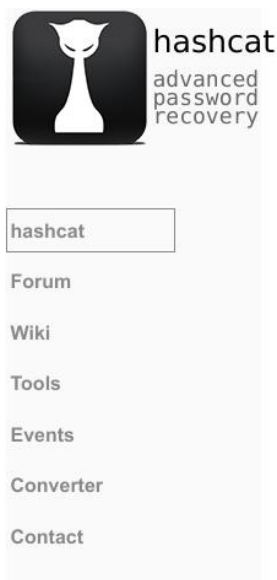 hashcat
advanced
password
recovery
hashcat
Forum
Wiki
Tools
Events
Converter
Contact